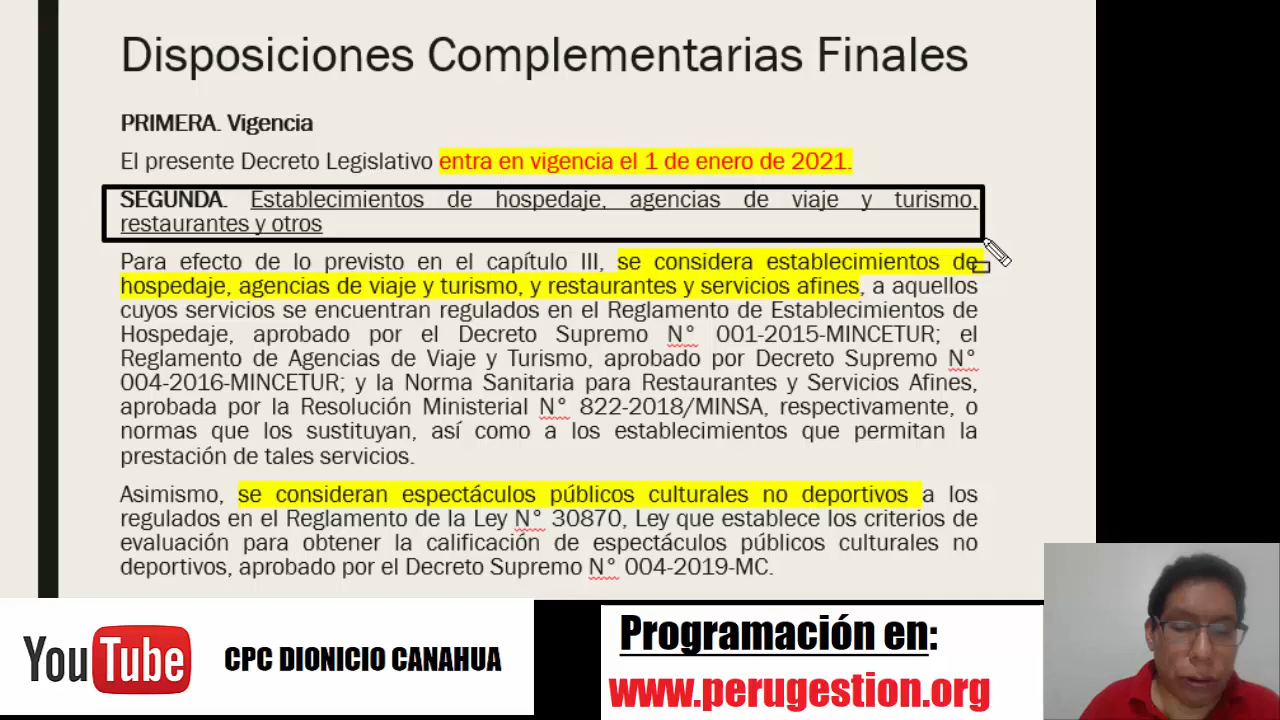 Disposiciones Complementarias Finales
PRIMERA. Vigencia
El presente Decreto Legislativo entra en vigencia el 1 de enero de 2021.
SEGUNDA. Establecimientos de hospedaje, agencias de viaje y turismo,
restaurantes y otros
Para efecto de lo previsto en el capítulo III, se considera establecimientos de
hospedaje, agencias de viaje y turismo, y restaurantes y servicios afines, a aquellos
cuyos servicios se encuentran regulados en el Reglamento de Establecimientos de
Hospedaje, aprobado por el Decreto Supremo N° 001-2015-MINCETUR; el
Reglamento de Agencias de Viaje y Turismo, aprobado por Decreto Supremo N°
004-2016-MINCETUR; y la Norma Sanitaria para Restaurantes y Servicios Afines,
aprobada por la Resolución Ministerial N° 822-2018/MINSA, respectivamente, o
normas que los sustituyan, así como a los establecimientos que permitan la
prestación de tales servicios.
Asimismo, se consideran espectáculos públicos culturales no deportivos a los
regulados en el Reglamento de la Ley N° 30870, Ley que establece los criterios de
evaluación para obtener la calificación de espectáculos públicos culturales no
deportivos, aprobado por el Decreto Supremo N° 004-2019-MC.
YouTube
CPC DIONICIO CANAHUA
Programación en:
www.perugestion.org